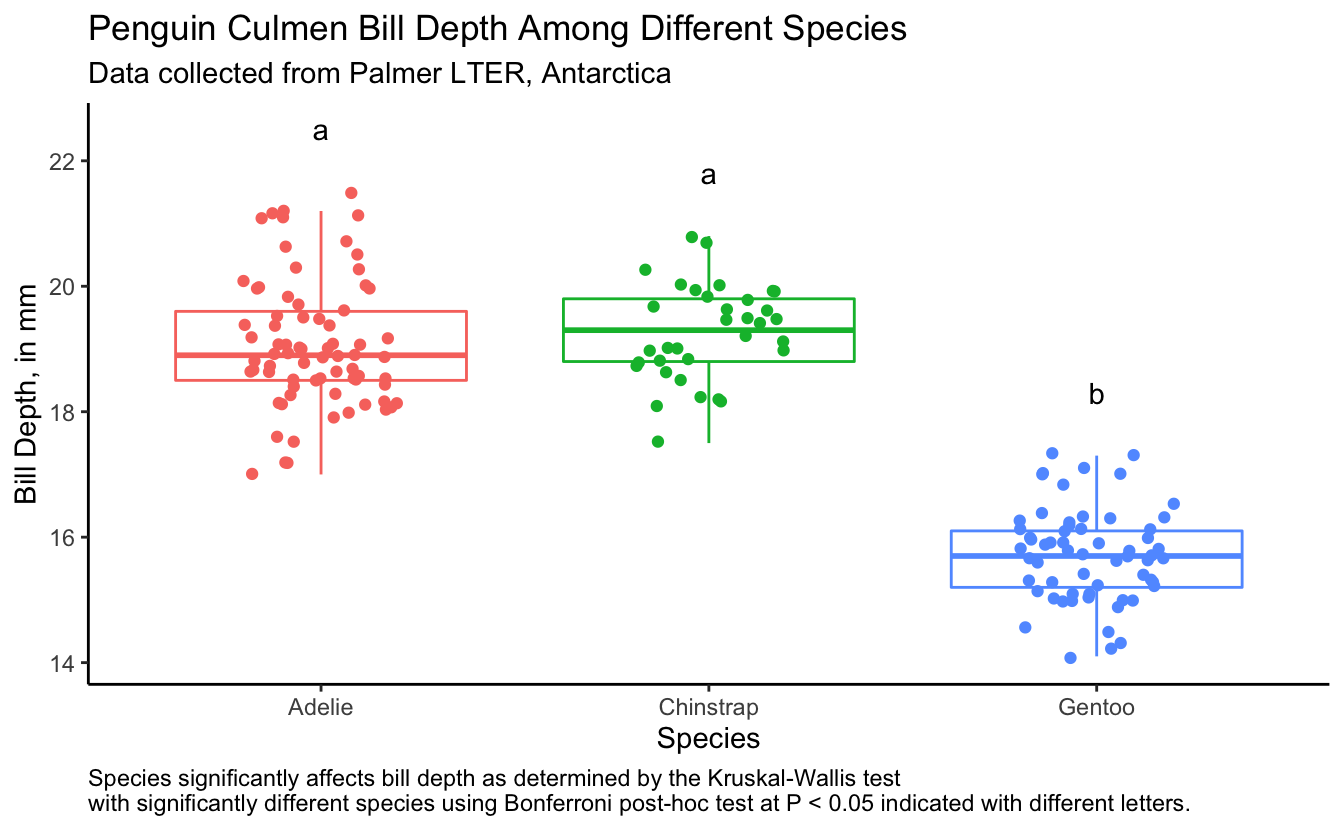 Penguin Culmen Bill Depth Among Different Species
Data collected from Palmer LTER, Antarctica
a
a
b
22
20
18
16
14
Bill Depth, in mm
Adelie
Chinstrap
Gentoo
Species
Species significantly affects bill depth as determined by the Kruskal-Wallis test
with significantly different species using Bonferroni post-hoc test at P < 0.05 indicated with different letters.